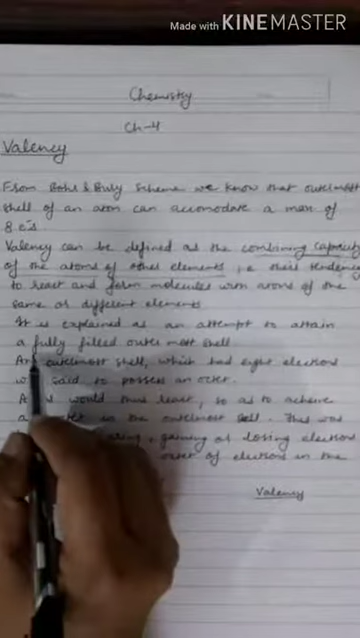 Made with KINEMASTER
Chemistry
Ch-4
Valency
From Bohr & Bury Scheme we know that outermost
shell of an atom can accomodate a max of
8 e's
Valency can be defined as the combining capacity
of the atoms of other elements, i.e their tendency
to react and form molecules with atoms of the
same or different elements
It is explained as an attempt to attain
a fully filled outer most shell
An outermost shell, which had eight electrons
said to possess an octet.
would thus react, so as to achieve
in the outermost shell. This was
gaining or losing electrons
octet of electrons in the
Valency